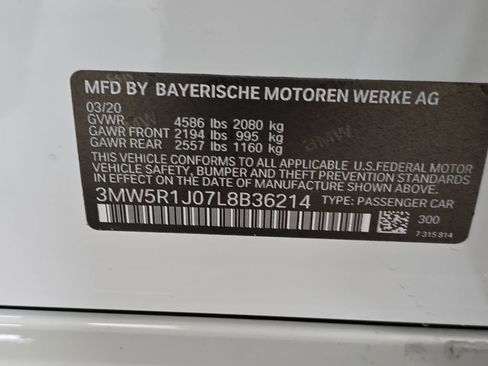 MFD BY BAYERISCHE MOTOREN WERKE AG
03/20
GVWR 4586 lbs 2080 kg
GAWR FRONT 2194 lbs 995 kg
GAWR REAR 2557 lbs 1160 kg
THIS VEHICLE CONFORMS TO ALL APPLICABLE U.S.FEDERAL MOTOR
VEHICLE SAFETY, BUMPER AND THEFT PREVENTION STANDARDS
IN EFFECT ON THE DATE OF MANUFACTURE SHOWN ABOVE.
3MW5R1J07L8B36214 TYPE: PASSENGER CAR
300
7 315 814